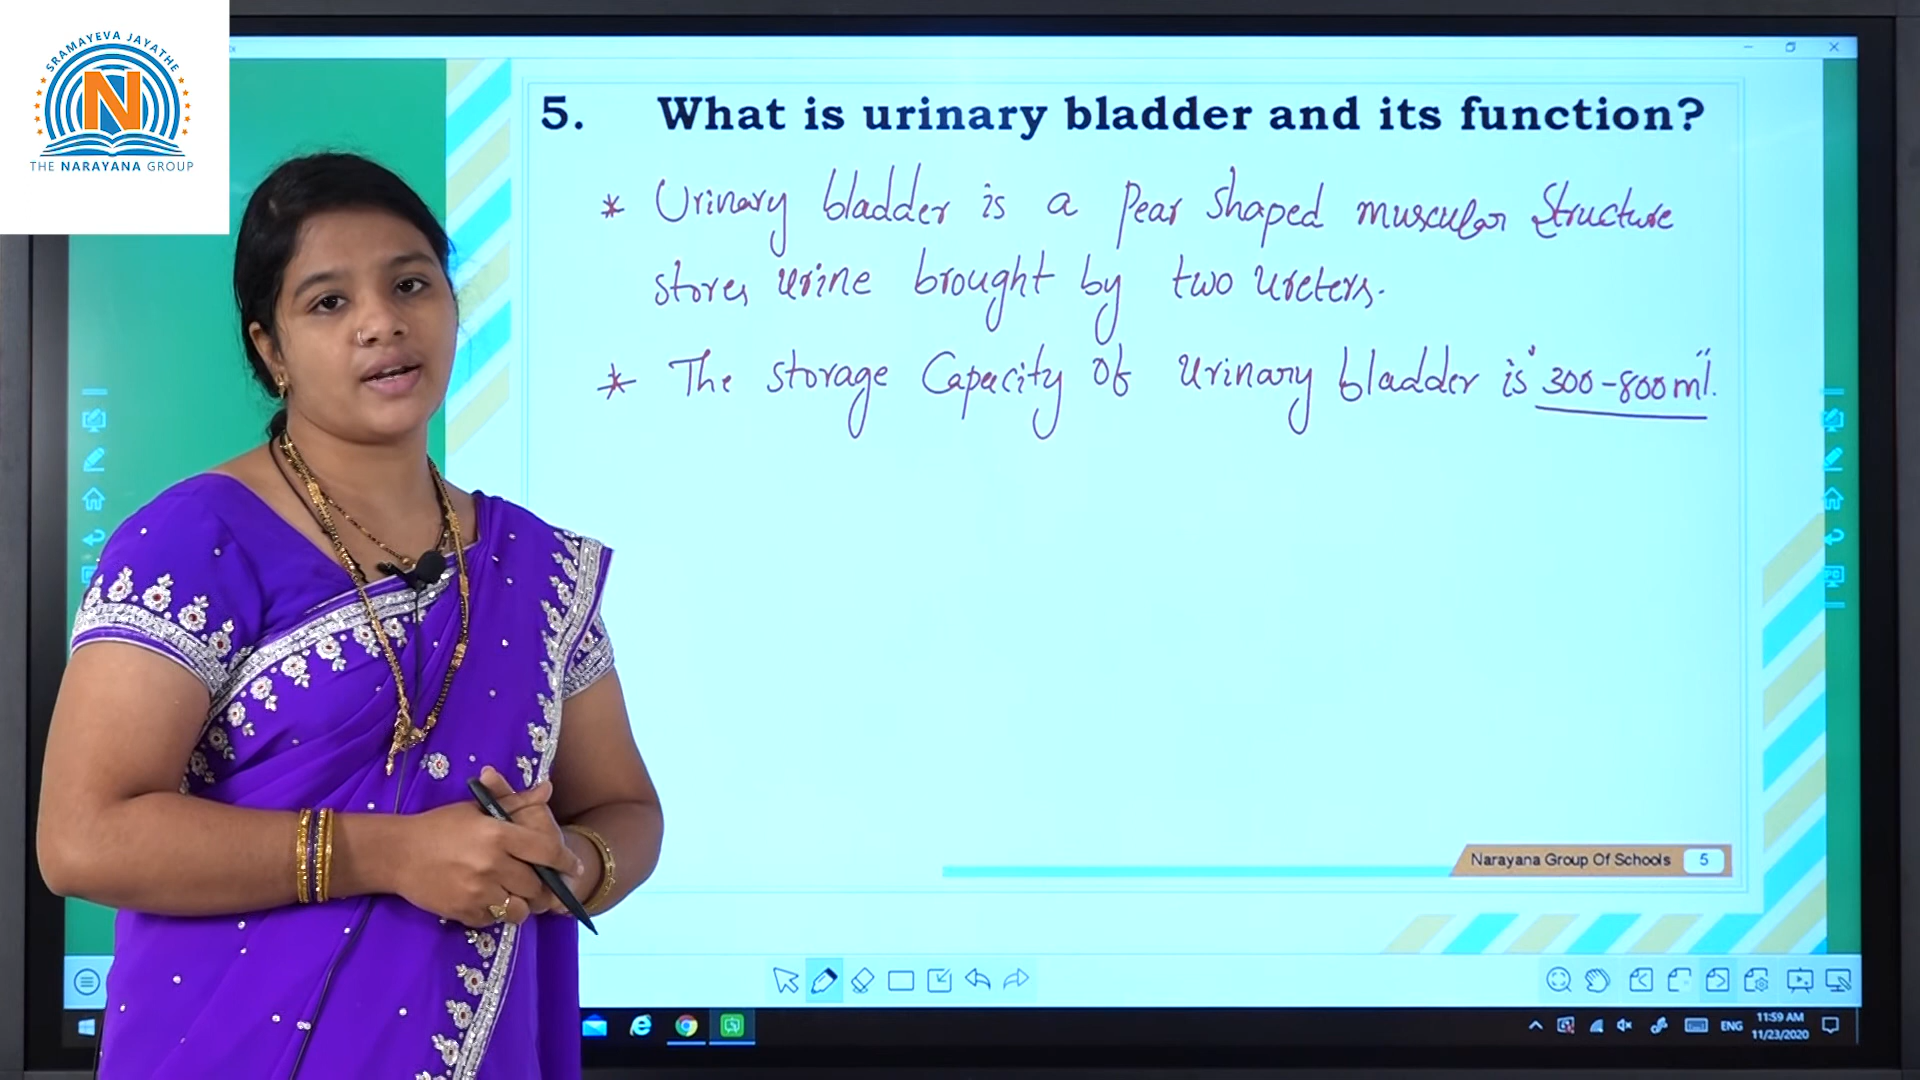 SRAMAYEVA JAYATHE
N
THE NARAYANA GROUP
5. What is urinary bladder and its function?
* Urinary bladder is a Pear shaped muscular Structure
stores urine brought by two ureters.
* The storage Capacity of Urinary bladder is "300-800ml".
Narayana Group Of Schools 5
PC
ENG
11:59 AM
11/23/2020